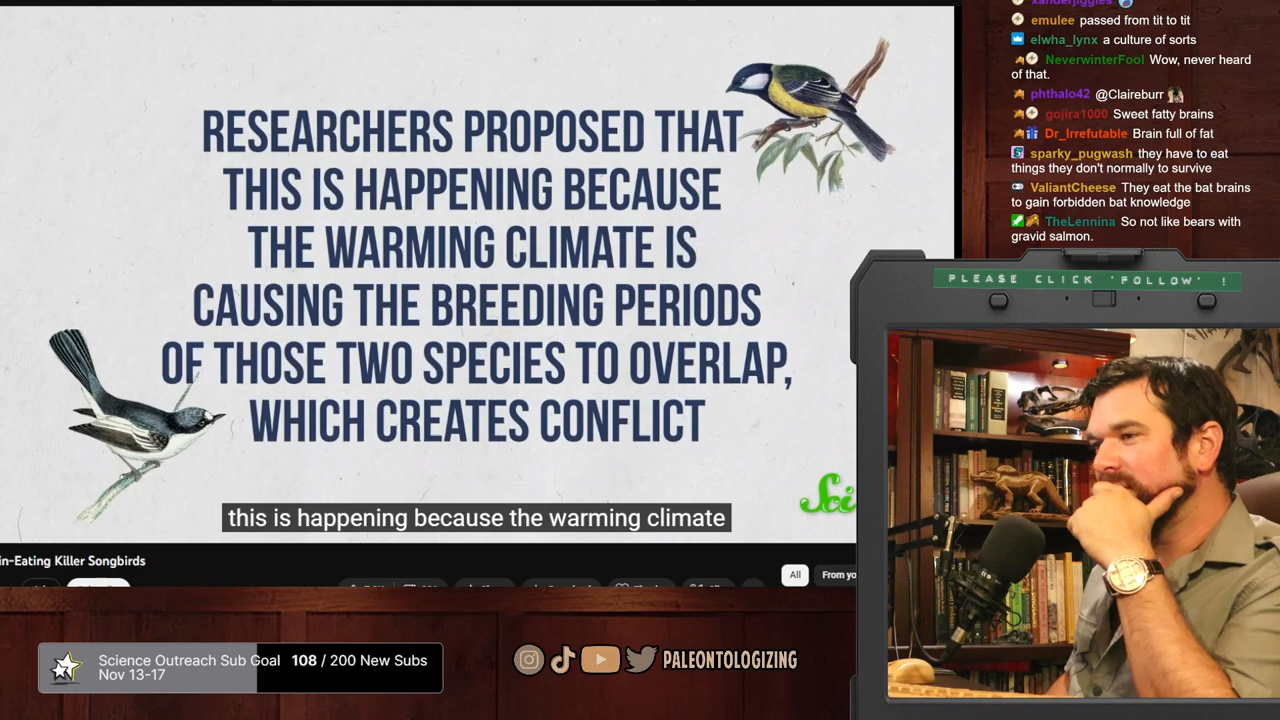 RESEARCHERS PROPOSED THAT
THIS IS HAPPENING BECAUSE
THE WARMING CLIMATE IS
CAUSING THE BREEDING PERIODS
OF THOSE TWO SPECIES TO OVERLAP,
WHICH CREATES CONFLICT
this is happening because the warming climate
Sci
in-Eating Killer Songbirds
All
From yo
xanderjiggles
emulee passed from tit to tit
elwha_lynx a culture of sorts
NeverwinterFool Wow, never heard
of that.
phthalo42 @Claireburr
gojira1000 Sweet fatty brains
Dr_Irrefutable Brain full of fat
sparky_pugwash they have to eat
things they don't normally to survive
ValiantCheese They eat the bat brains
to gain forbidden bat knowledge
TheLennina So not like bears with
gravid salmon.
PLEASE CLICK 'FOLLOW' !
Science Outreach Sub Goal 108 / 200 New Subs
Nov 13-17
PALEONTOLOGIZING